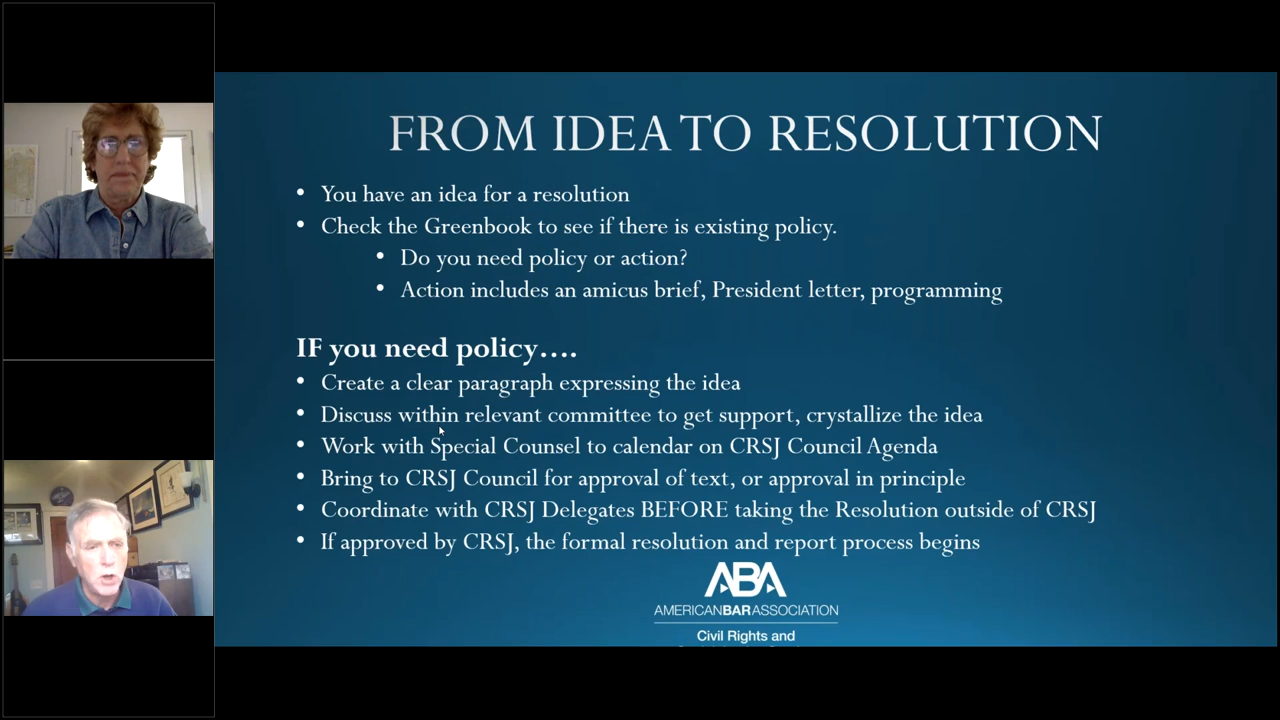 FROM IDEA TO RESOLUTION
• You have an idea for a resolution
• Check the Greenbook to see if there is existing policy.
• Do you need policy or action?
• Action includes an amicus brief, President letter, programming
IF you need policy….
• Create a clear paragraph expressing the idea
• Discuss within relevant committee to get support, crystallize the idea
• Work with Special Counsel to calendar on CRSJ Council Agenda
• Bring to CRSJ Council for approval of text, or approval in principle
• Coordinate with CRSJ Delegates BEFORE taking the Resolution outside of CRSJ
• If approved by CRSJ, the formal resolution and report process begins
ABA
AMERICANBARASSOCIATION
Civil Rights and